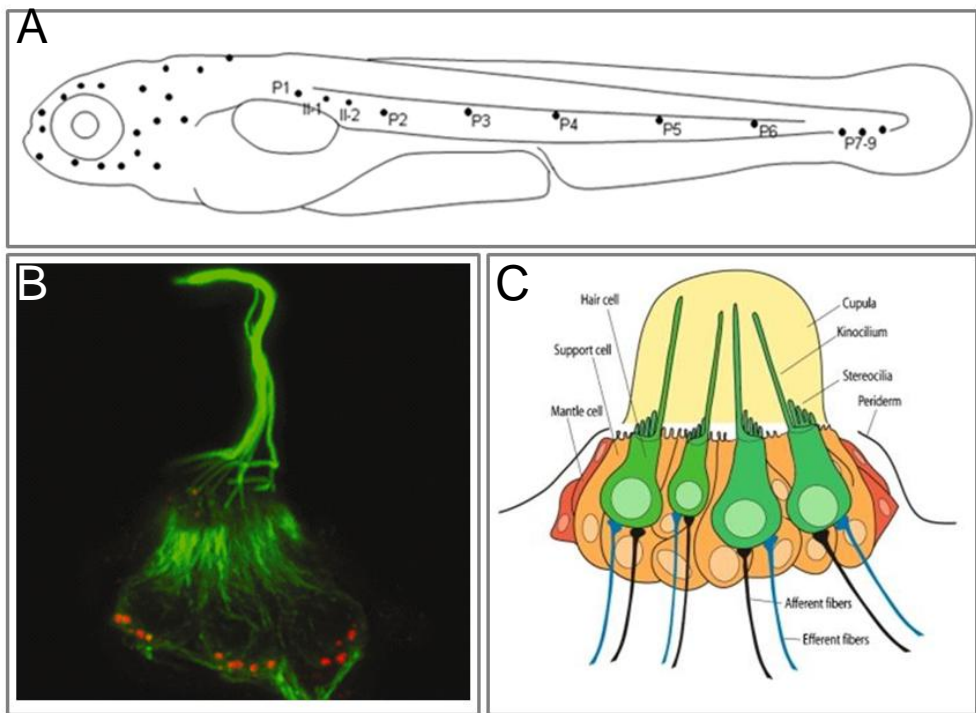 A
P1
II-1
II-2
P2
P3
P4
P5
P6
P7-9
B
C
Hair cell
Support cell
Mantle cell
Cupula
Kinocilium
Stereocilia
Periderm
Afferent fibers
Efferent fibers